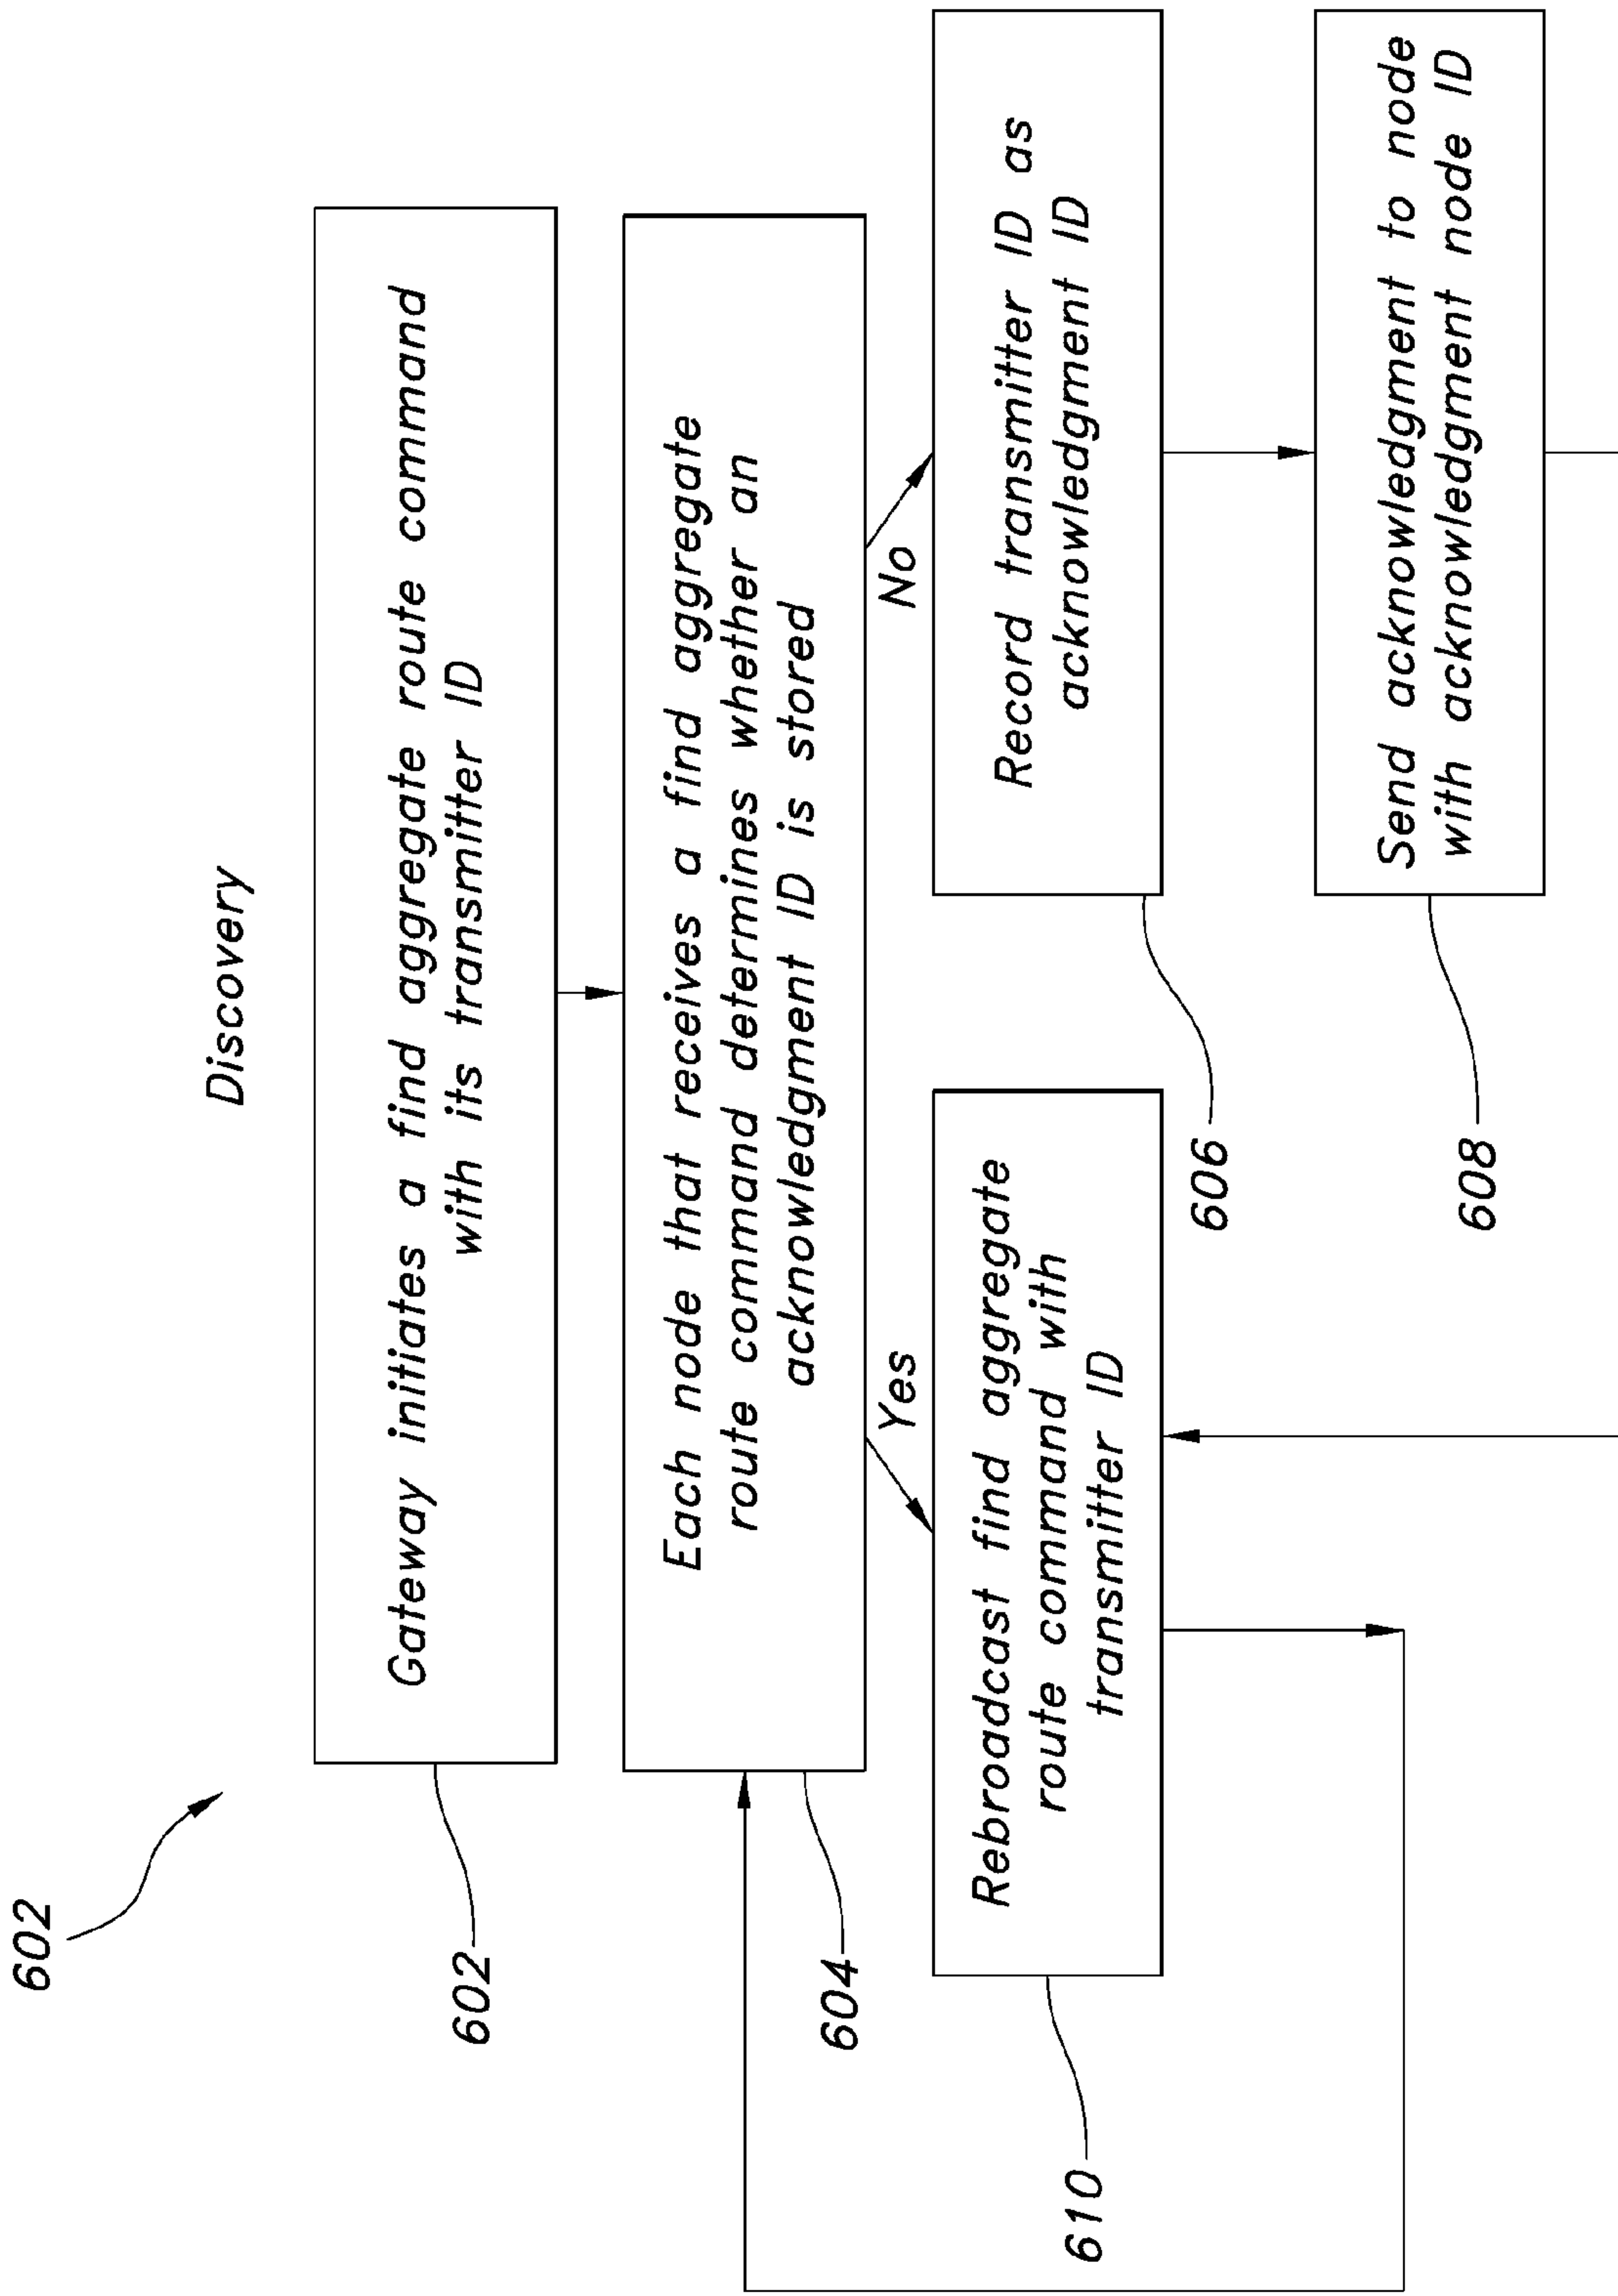 602
Discovery
602
Gateway initiates a find aggregate route command
with its transmitter ID
604
Each node that receives a find aggregate
route command determines whether an
acknowledgment ID is stored
Yes
No
610
Rebroadcast find aggregate
route command with
transmitter ID
606
Record transmitter ID as
acknowledgment ID
608
Send acknowledgment to node
with acknowledgment node ID